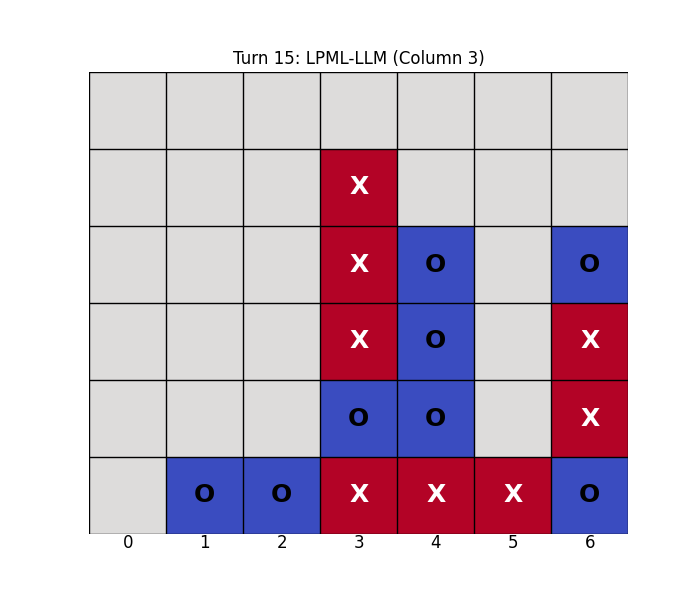 Turn 15: LPML-LLM (Column 3)
X
X O O
X O X
O O X
O O X X X O
0 1 2 3 4 5 6